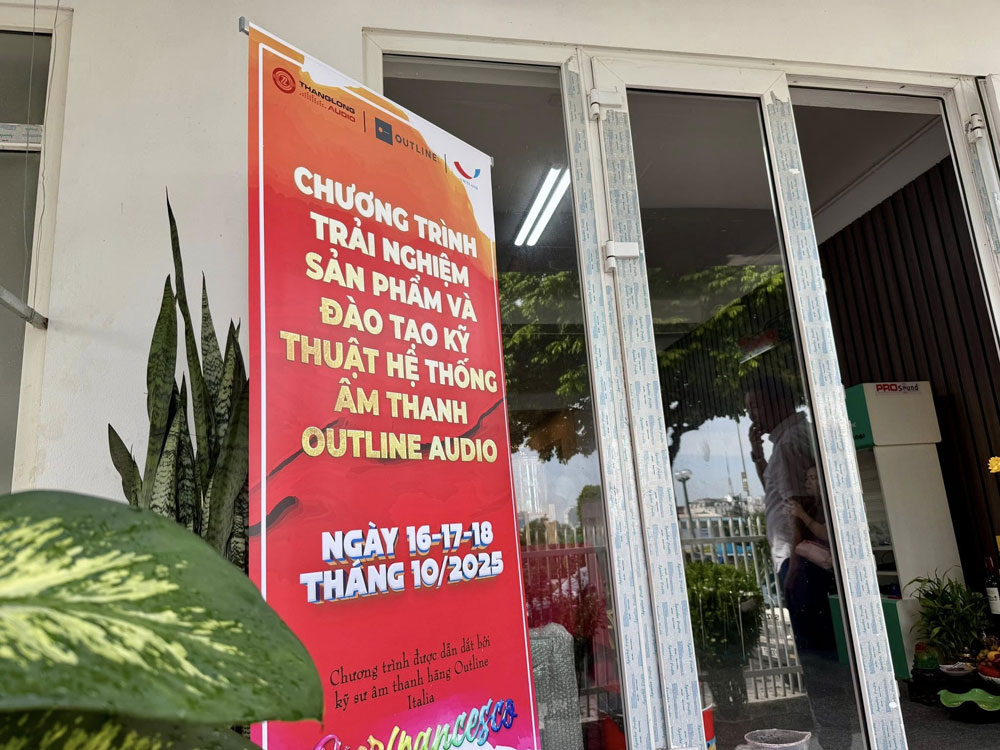 THANGLONG
AUDIO
OUTLINE
CHƯƠNG TRÌNH
TRẢI NGHIỆM
SẢN PHẨM VÀ
ĐÀO TẠO KỸ
THUẬT HỆ THỐNG
ÂM THANH
OUTLINE AUDIO
NGÀY 16-17-18
THÁNG 10/2025
Chương trình được dẫn dắt bởi
kỹ sư âm thanh hãng Outline
Italia
PROSound